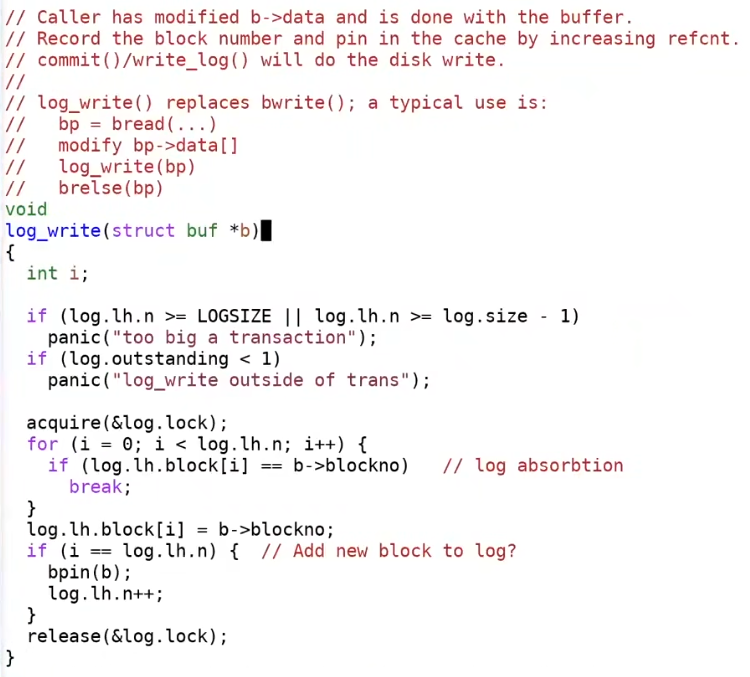 // Caller has modified b->data and is done with the buffer.
// Record the block number and pin in the cache by increasing refcnt.
// commit()/write_log() will do the disk write.
//
// log_write() replaces bwrite(); a typical use is:
//   bp = bread(...)
//   modify bp->data[]
//   log_write(bp)
//   brelse(bp)
void
log_write(struct buf *b)
{
  int i;

  if (log.lh.n >= LOGSIZE || log.lh.n >= log.size - 1)
    panic("too big a transaction");
  if (log.outstanding < 1)
    panic("log_write outside of trans");

  acquire(&log.lock);
  for (i = 0; i < log.lh.n; i++) {
    if (log.lh.block[i] == b->blockno)   // log absorbtion
      break;
  }
  log.lh.block[i] = b->blockno;
  if (i == log.lh.n) {  // Add new block to log?
    bpin(b);
    log.lh.n++;
  }
  release(&log.lock);
}